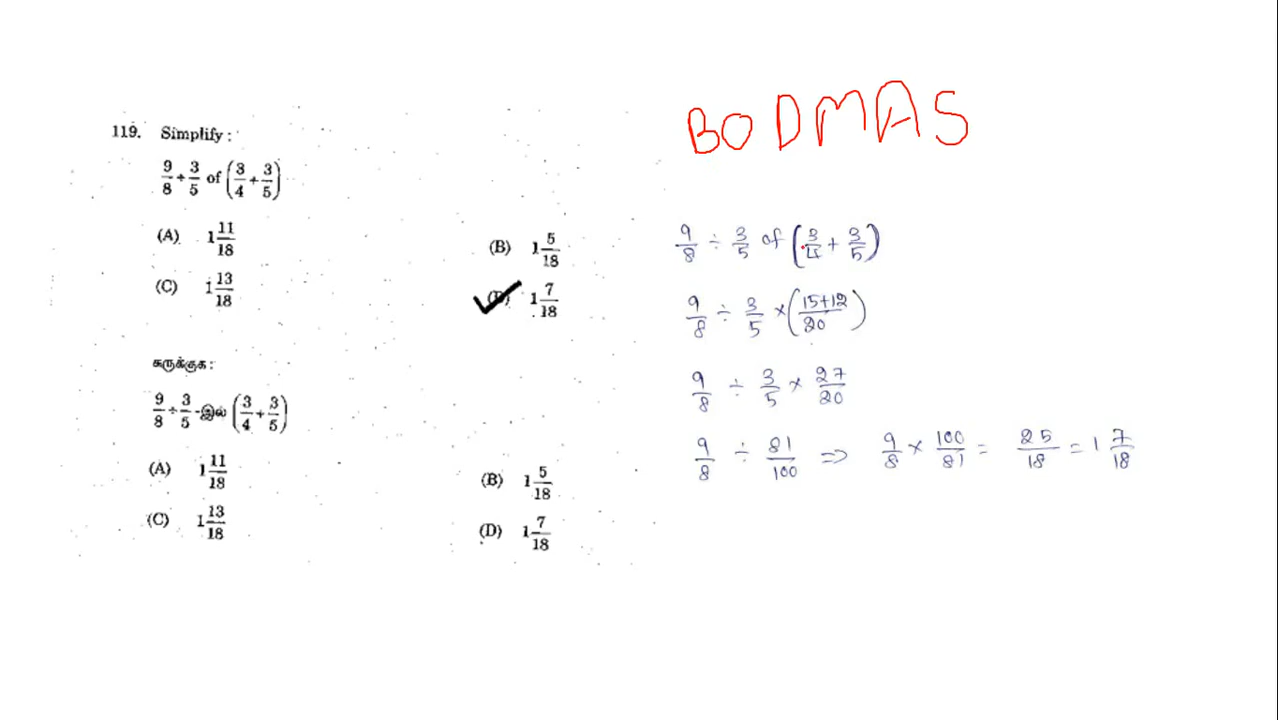 BODMAS
119. Simplify :
9/8 ÷ 3/5 of (3/4 + 3/5)
(A) 1 11/18
(B) 1 5/18
(C) 1 13/18
(D) 1 7/18
சுருக்குக :
9/8 ÷ 3/5 -இல் (3/4 + 3/5)
(A) 1 11/18
(B) 1 5/18
(C) 1 13/18
(D) 1 7/18
9/8 ÷ 3/5 of (3/4 + 3/5)
9/8 ÷ 3/5 × (15+12/20)
9/8 ÷ 3/5 × 27/20
9/8 ÷ 81/100 ⇒ 9/8 × 100/81 = 25/18 = 1 7/18